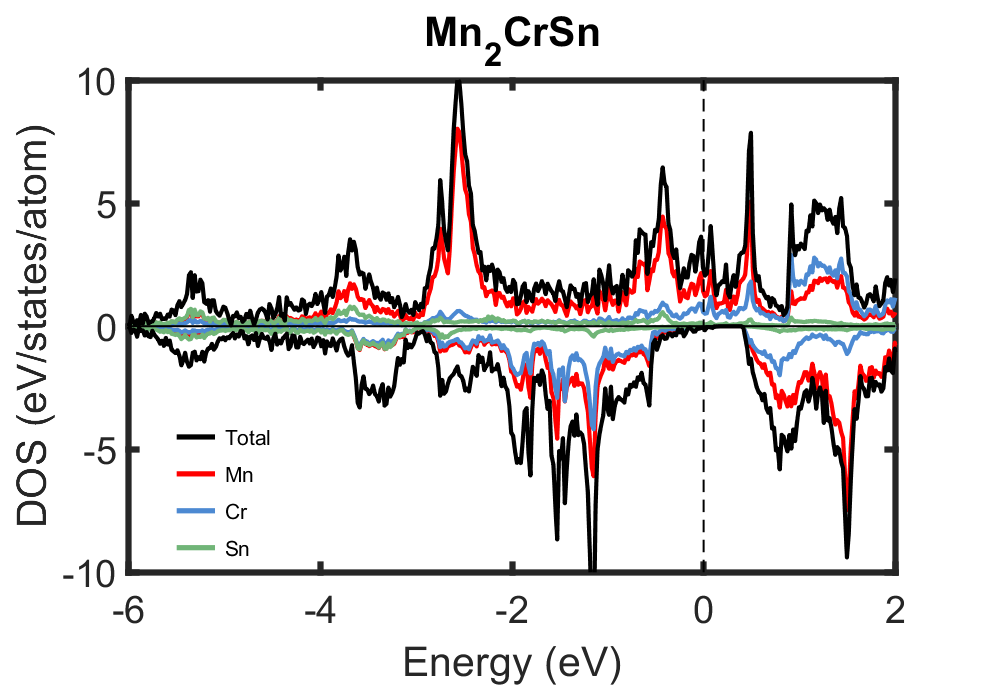 Mn₂CrSn
DOS (eV/states/atom)
10
5
0
-5
-10
Total
Mn
Cr
Sn
-6 -4 -2 0 2
Energy (eV)